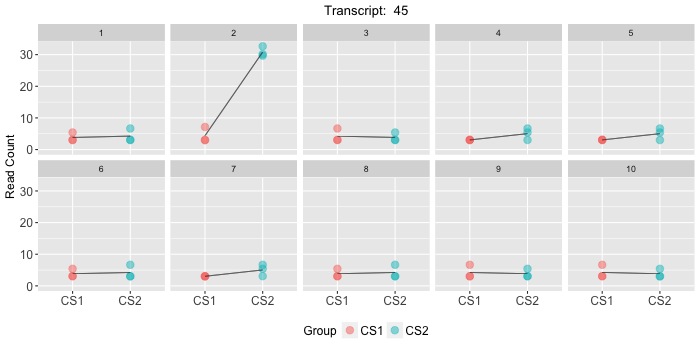 Transcript: 45
1 2 3 4 5
30
20
10
0
Read Count
6 7 8 9 10
30
20
10
0
CS1 CS2 CS1 CS2 CS1 CS2 CS1 CS2 CS1 CS2
Group CS1 CS2